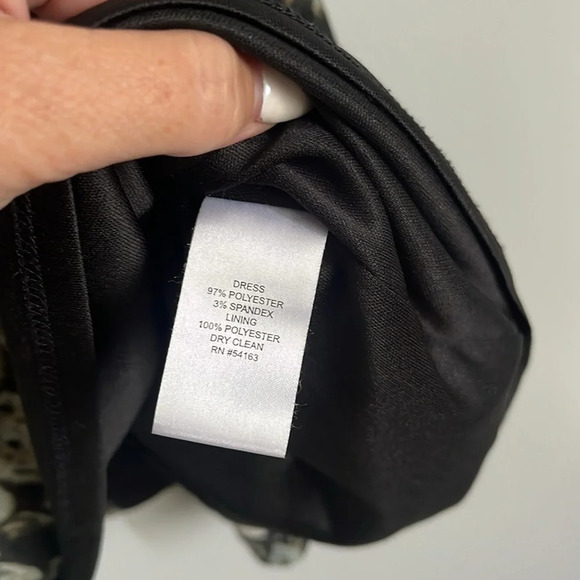 DRESS
97% POLYESTER
3% SPANDEX
LINING
100% POLYESTER
DRY CLEAN
RN #54163